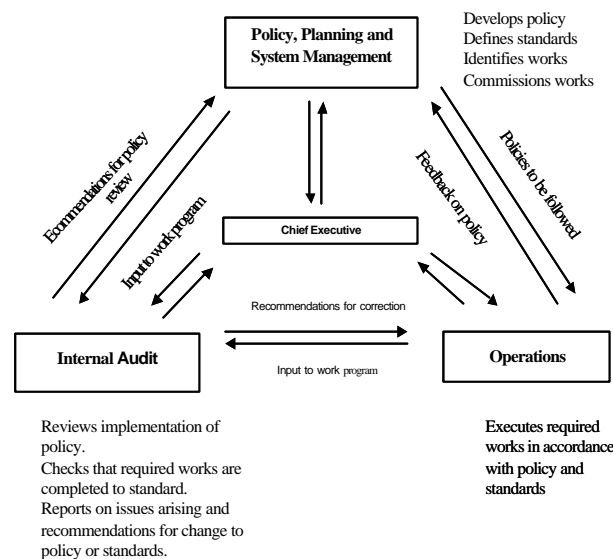 Policy, Planning and
System Management
Develops policy
Defines standards
Identifies works
Commissions works
Ecommendations for policy
review
Input to work program
Feedback on policy
Policies to be followed
Chief Executive
Recommendations for correction
Internal Audit
Operations
Input to work program
Reviews implementation of
policy.
Checks that required works are
completed to standard.
Reports on issues arising and
recommendations for change to
policy or standards.
Executes required
works in accordance
with policy and
standards